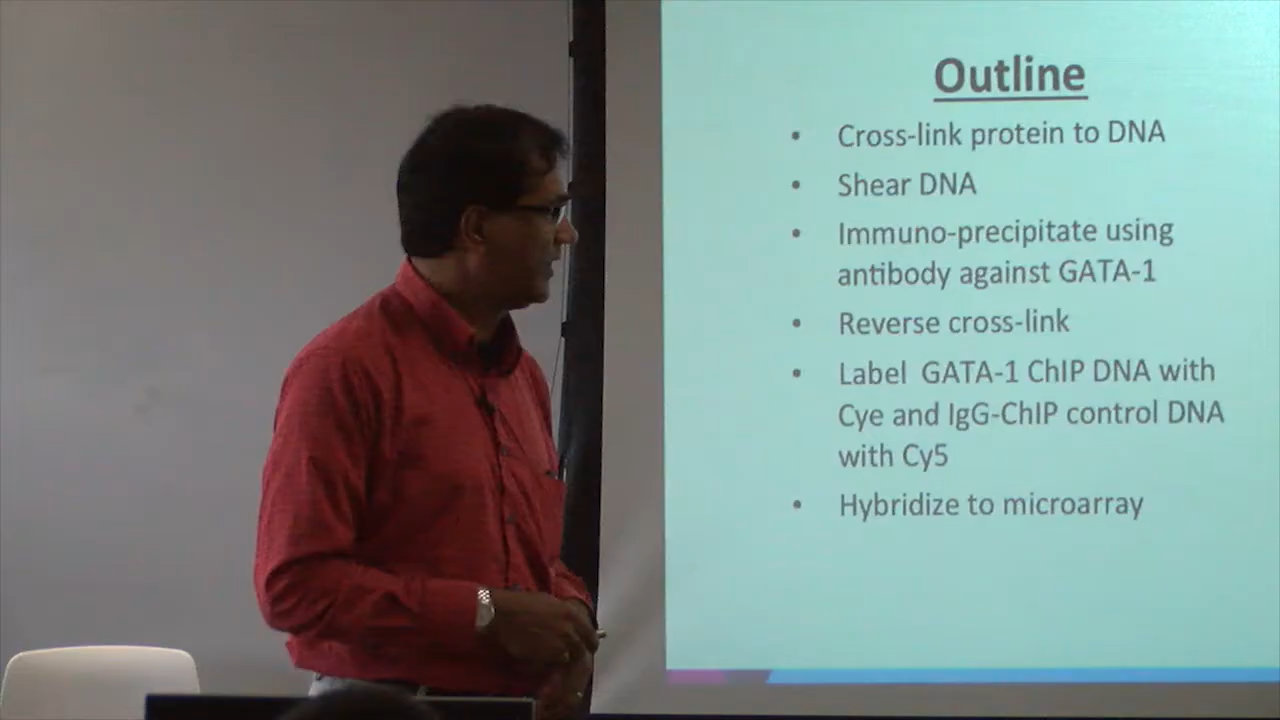 Outline
• Cross-link protein to DNA
• Shear DNA
• Immuno-precipitate using
antibody against GATA-1
• Reverse cross-link
• Label GATA-1 ChIP DNA with
Cye and IgG-ChIP control DNA
with Cy5
• Hybridize to microarray